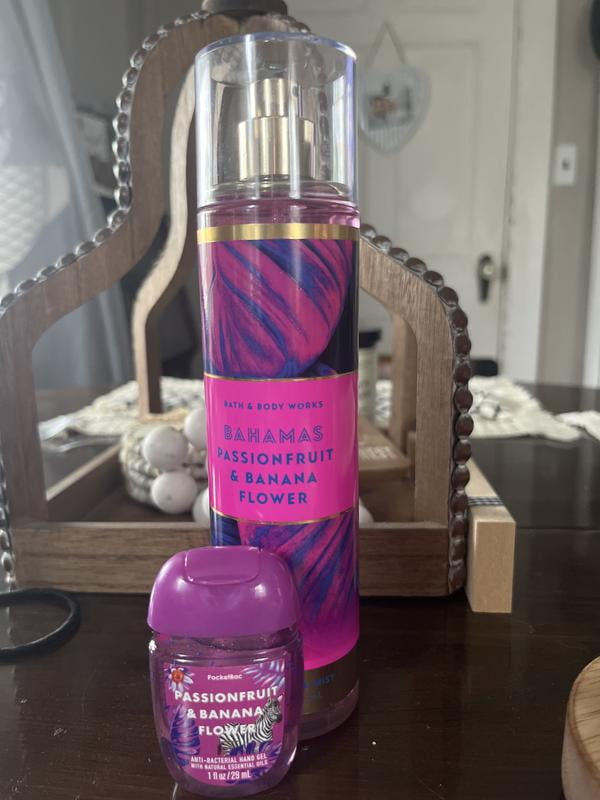 BATH & BODY WORKS
BAHAMAS
PASSIONFRUIT
& BANANA
FLOWER
MIST
PocketBac
PASSIONFRUIT
& BANANA
FLOWER
ANTI-BACTERIAL HAND GEL
WITH NATURAL ESSENTIAL OILS
1 fl oz / 29 mL